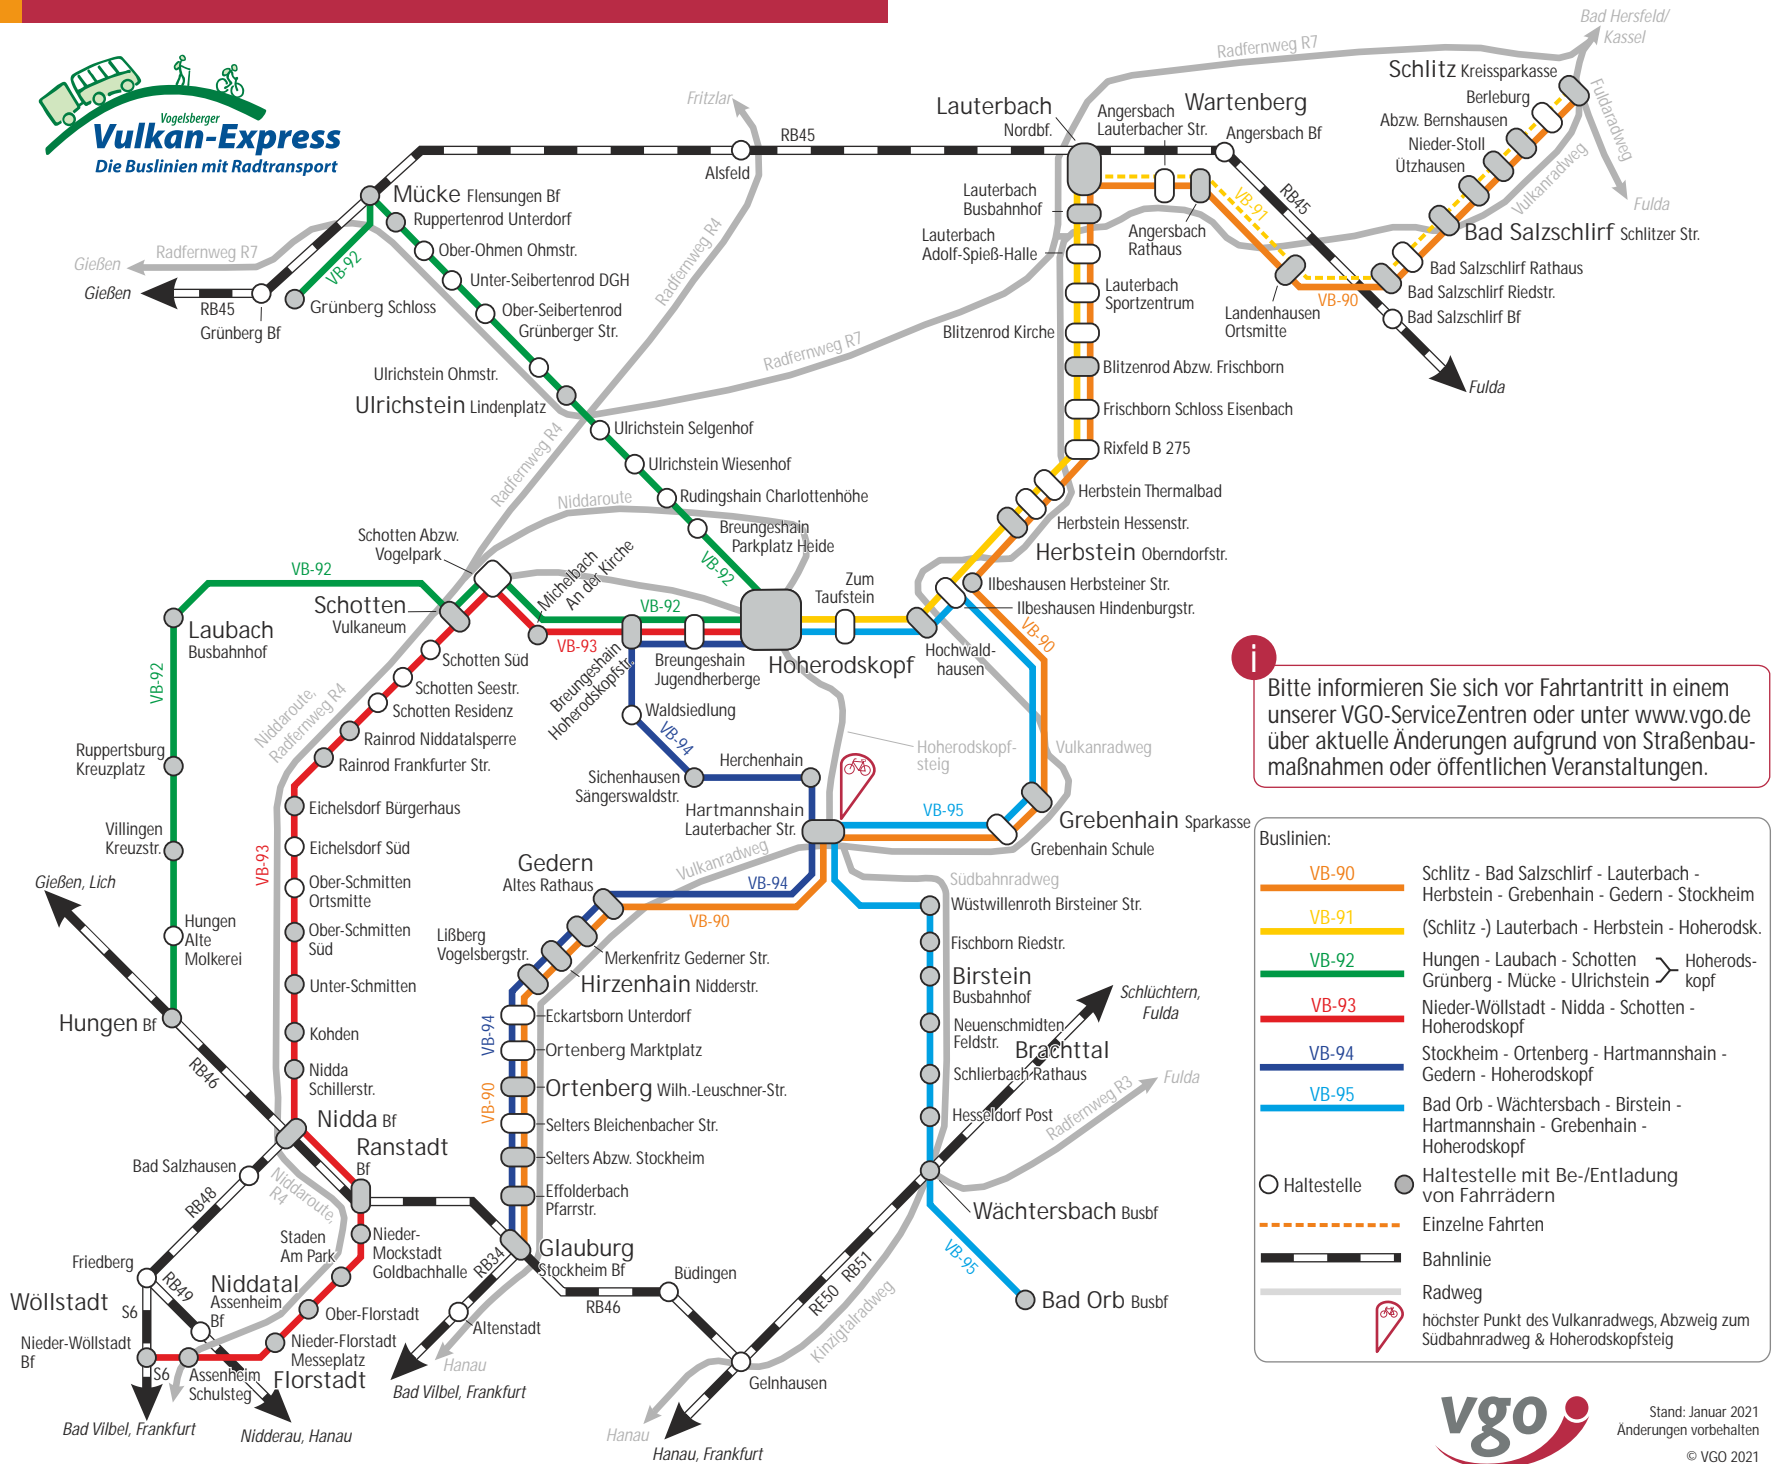 Vogelsberger
Vulkan-Express
Die Buslinien mit Radtransport
Bad Hersfeld/
Kassel
Radfernweg R7
Fuldaradweg
Fulda
Vulkanradweg
Schlitz Kreissparkasse
Berleburg
Abzw. Bernshausen
Nieder-Stoll
Ützhausen
Bad Salzschlirf Schlitzer Str.
Bad Salzschlirf Rathaus
Bad Salzschlirf Riedstr.
Bad Salzschlirf Bf
Fulda
Wartenberg
Angersbach Bf
Angersbach
Lauterbacher Str.
Lauterbach
Nordbf.
RB45
VB-91
VB-90
Angersbach
Rathaus
Landenhausen
Ortsmitte
Lauterbach
Busbahnhof
Lauterbach
Adolf-Spieß-Halle
Lauterbach
Sportzentrum
Blitzenrod Kirche
Blitzenrod Abzw. Frischborn
Frischborn Schloss Eisenbach
Rixfeld B 275
Herbstein Thermalbad
Herbstein Hessenstr.
Herbstein Oberndorfstr.
Ilbeshausen Herbsteiner Str.
Ilbeshausen Hindenburgstr.
VB-90
Hochwald-
hausen
Zum
Taufstein
Hoherodskopf
Fritzlar
RB45
Alsfeld
Radfernweg R4
Radfernweg R7
Mücke Flensungen Bf
Ruppertenrod Unterdorf
Ober-Ohmen Ohmstr.
Unter-Seibertenrod DGH
Ober-Seibertenrod
Grünberger Str.
Radfernweg R7
Gießen
Gießen
RB45
Grünberg Bf
VB-92
Grünberg Schloss
Ulrichstein Ohmstr.
Ulrichstein Lindenplatz
Ulrichstein Selgenhof
Ulrichstein Wiesenhof
Rudingshain Charlottenhöhe
Breungeshain
Parkplatz Heide
VB-92
Radfernweg R4
Niddaroute
Schotten Abzw.
Vogelpark
Michelbach
An der Kirche
VB-92
VB-92
VB-93
Schotten
Vulkaneum
Laubach
Busbahnhof
VB-92
Breungeshain
Hoherodskopfstr.
Breungeshain
Jugendherberge
Schotten Süd
Schotten Seestr.
Schotten Residenz
Rainrod Niddatalsperre
Rainrod Frankfurter Str.
Niddaroute,
Radfernweg R4
Waldsiedlung
VB-94
Herchenhain
Sichenhausen
Sängerswaldstr.
Hoherodskopf-
steig
Vulkanradweg
Hartmannshain
Lauterbacher Str.
VB-95
Grebenhain Sparkasse
Grebenhain Schule
Ruppertsburg
Kreuzplatz
Villingen
Kreuzstr.
Hungen
Alte
Molkerei
Hungen Bf
Gießen, Lich
RB46
Eichelsdorf Bürgerhaus
Eichelsdorf Süd
VB-93
Ober-Schmitten
Ortsmitte
Ober-Schmitten
Süd
Unter-Schmitten
Kohden
Nidda
Schillerstr.
Nidda Bf
Gedern
Altes Rathaus
Vulkanradweg
VB-94
VB-90
Südbahnradweg
Lißberg
Vogelsbergstr.
Merkenfritz Gederner Str.
Hirzenhain Nidderstr.
Eckartsborn Unterdorf
VB-94
Ortenberg Marktplatz
Ortenberg Wilh.-Leuschner-Str.
VB-90
Selters Bleichenbacher Str.
Selters Abzw. Stockheim
Effolderbach
Pfarrstr.
Glauburg
Stockheim Bf
Wüstwillenroth Birsteiner Str.
Fischborn Riedstr.
Birstein
Busbahnhof
Neuenschmidten
Feldstr.
Brachttal
Schlierbach Rathaus
Hesseldorf Post
Schlüchtern,
Fulda
Radfernweg R3
Fulda
Wächtersbach Busbf
VB-95
Bad Orb Busbf
RE50
RB51
Kinzigtalradweg
Ranstadt
Bf
Bad Salzhausen
RB48
Niddaroute,
R4
Friedberg
RB49
S6
Staden
Am Park
Nieder-
Mockstadt
Goldbachhalle
Niddatal
Assenheim
Bf
Ober-Florstadt
Nieder-Florstadt
Messeplatz
Florstadt
Wöllstadt
Nieder-Wöllstadt
Bf
S6
Assenheim
Schulsteg
Bad Vilbel, Frankfurt
Nidderau, Hanau
RB34
Altenstadt
Hanau
Bad Vilbel, Frankfurt
RB46
Büdingen
Gelnhausen
Hanau
Hanau, Frankfurt
i
Bitte informieren Sie sich vor Fahrtantritt in einem
unserer VGO-ServiceZentren oder unter www.vgo.de
über aktuelle Änderungen aufgrund von Straßenbau-
maßnahmen oder öffentlichen Veranstaltungen.
Buslinien:
VB-90
Schlitz - Bad Salzschlirf - Lauterbach -
Herbstein - Grebenhain - Gedern - Stockheim
VB-91
(Schlitz -) Lauterbach - Herbstein - Hoherodsk.
VB-92
Hungen - Laubach - Schotten
Grünberg - Mücke - Ulrichstein
Hoherods-
kopf
VB-93
Nieder-Wöllstadt - Nidda - Schotten -
Hoherodskopf
VB-94
Stockheim - Ortenberg - Hartmannshain -
Gedern - Hoherodskopf
VB-95
Bad Orb - Wächtersbach - Birstein -
Hartmannshain - Grebenhain -
Hoherodskopf
Haltestelle
Haltestelle mit Be-/Entladung
von Fahrrädern
Einzelne Fahrten
Bahnlinie
Radweg
höchster Punkt des Vulkanradwegs, Abzweig zum
Südbahnradweg & Hoherodskopfsteig
vgo
Stand: Januar 2021
Änderungen vorbehalten
© VGO 2021